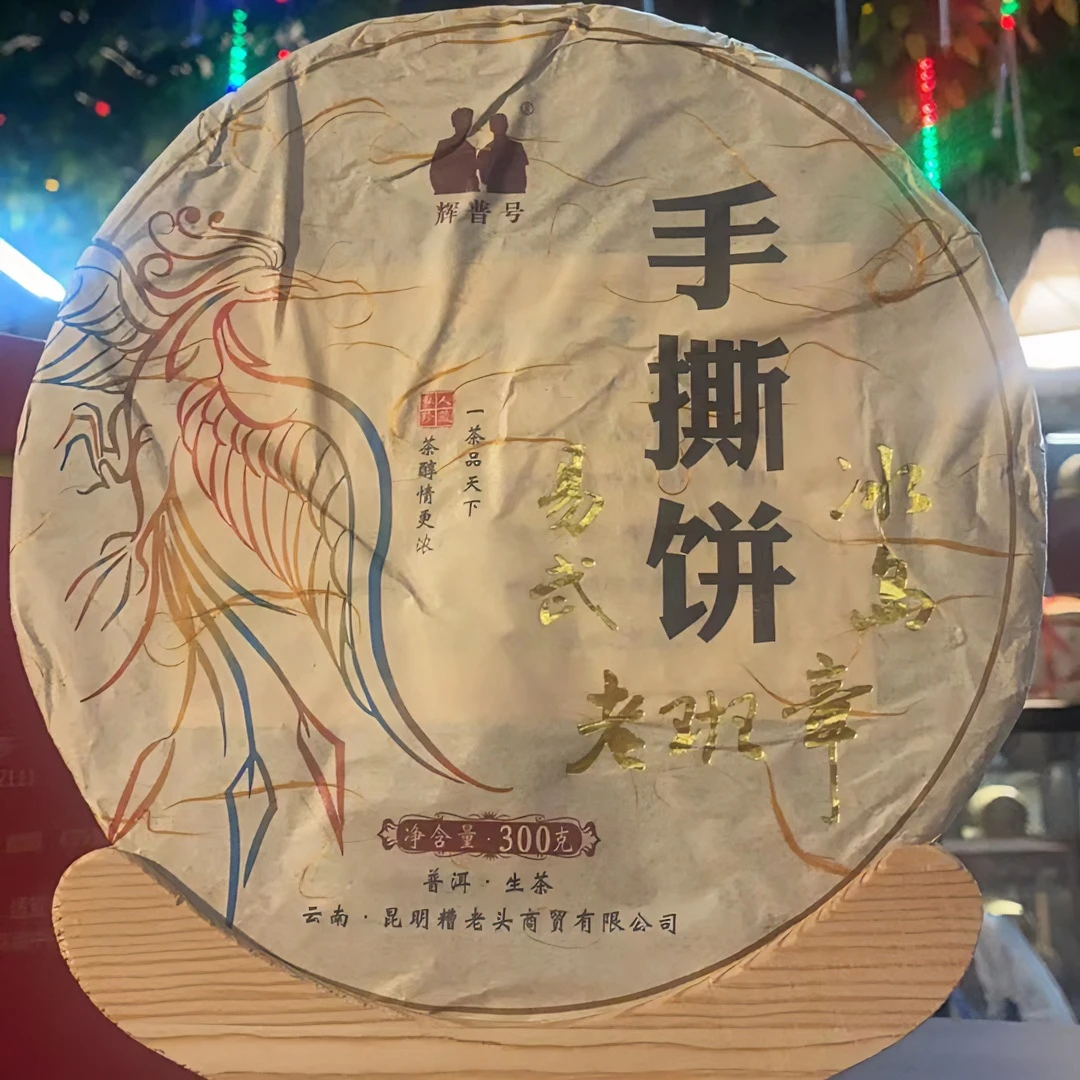 ®
辉普号
手撕饼
一茶品天下
茶醇情更浓
易武
冰岛
老班章
净含量·300克
普洱·生茶
云南·昆明糟老头商贸有限公司